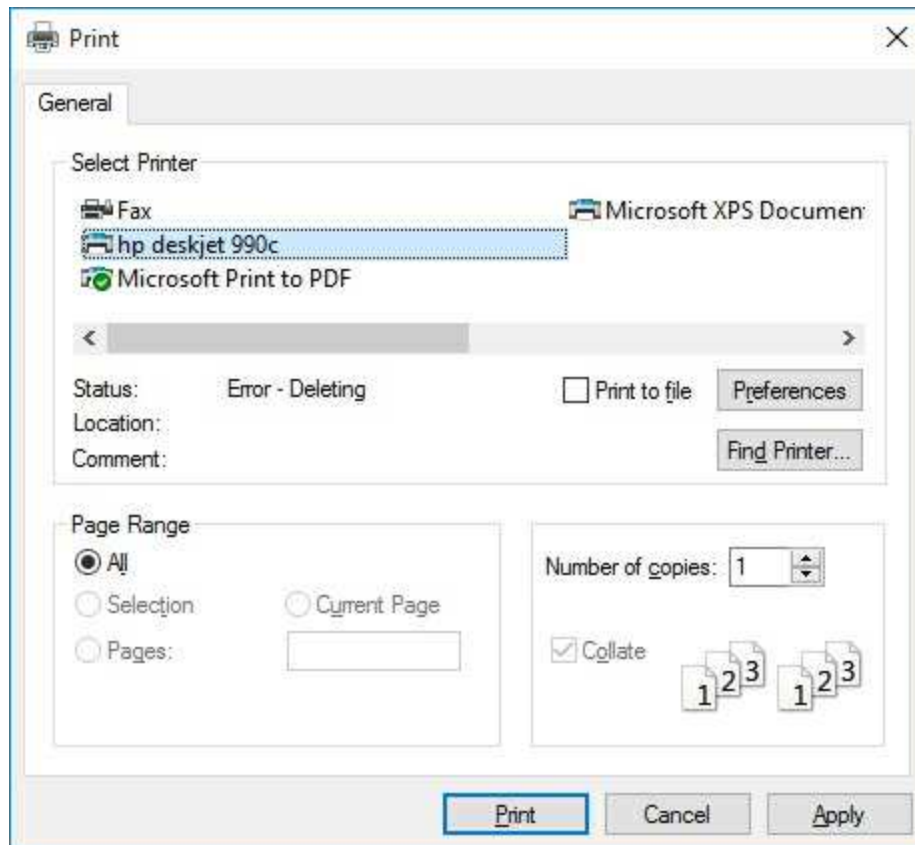 Print
General
Select Printer
Fax
Microsoft XPS Documen
hp deskjet 990c
Microsoft Print to PDF
Status: Error - Deleting
Print to file
Preferences
Location:
Comment:
Find Printer...
Page Range
All
Number of copies: 1
Selection
Current Page
Pages:
Collate
1 2 3 1 2 3
Print Cancel Apply